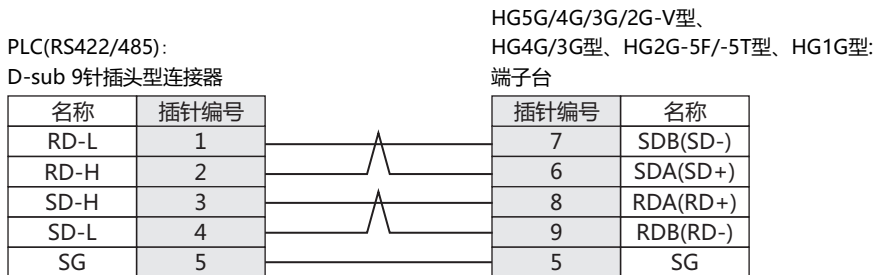 HG5G/4G/3G/2G-V型、
PLC(RS422/485): HG4G/3G型、HG2G-5F/-5T型、HG1G型:
D-sub 9针插头型连接器 端子台
名称 插针编号 插针编号 名称
RD-L 1 7 SDB(SD-)
RD-H 2 6 SDA(SD+)
SD-H 3 8 RDA(RD+)
SD-L 4 9 RDB(RD-)
SG 5 5 SG